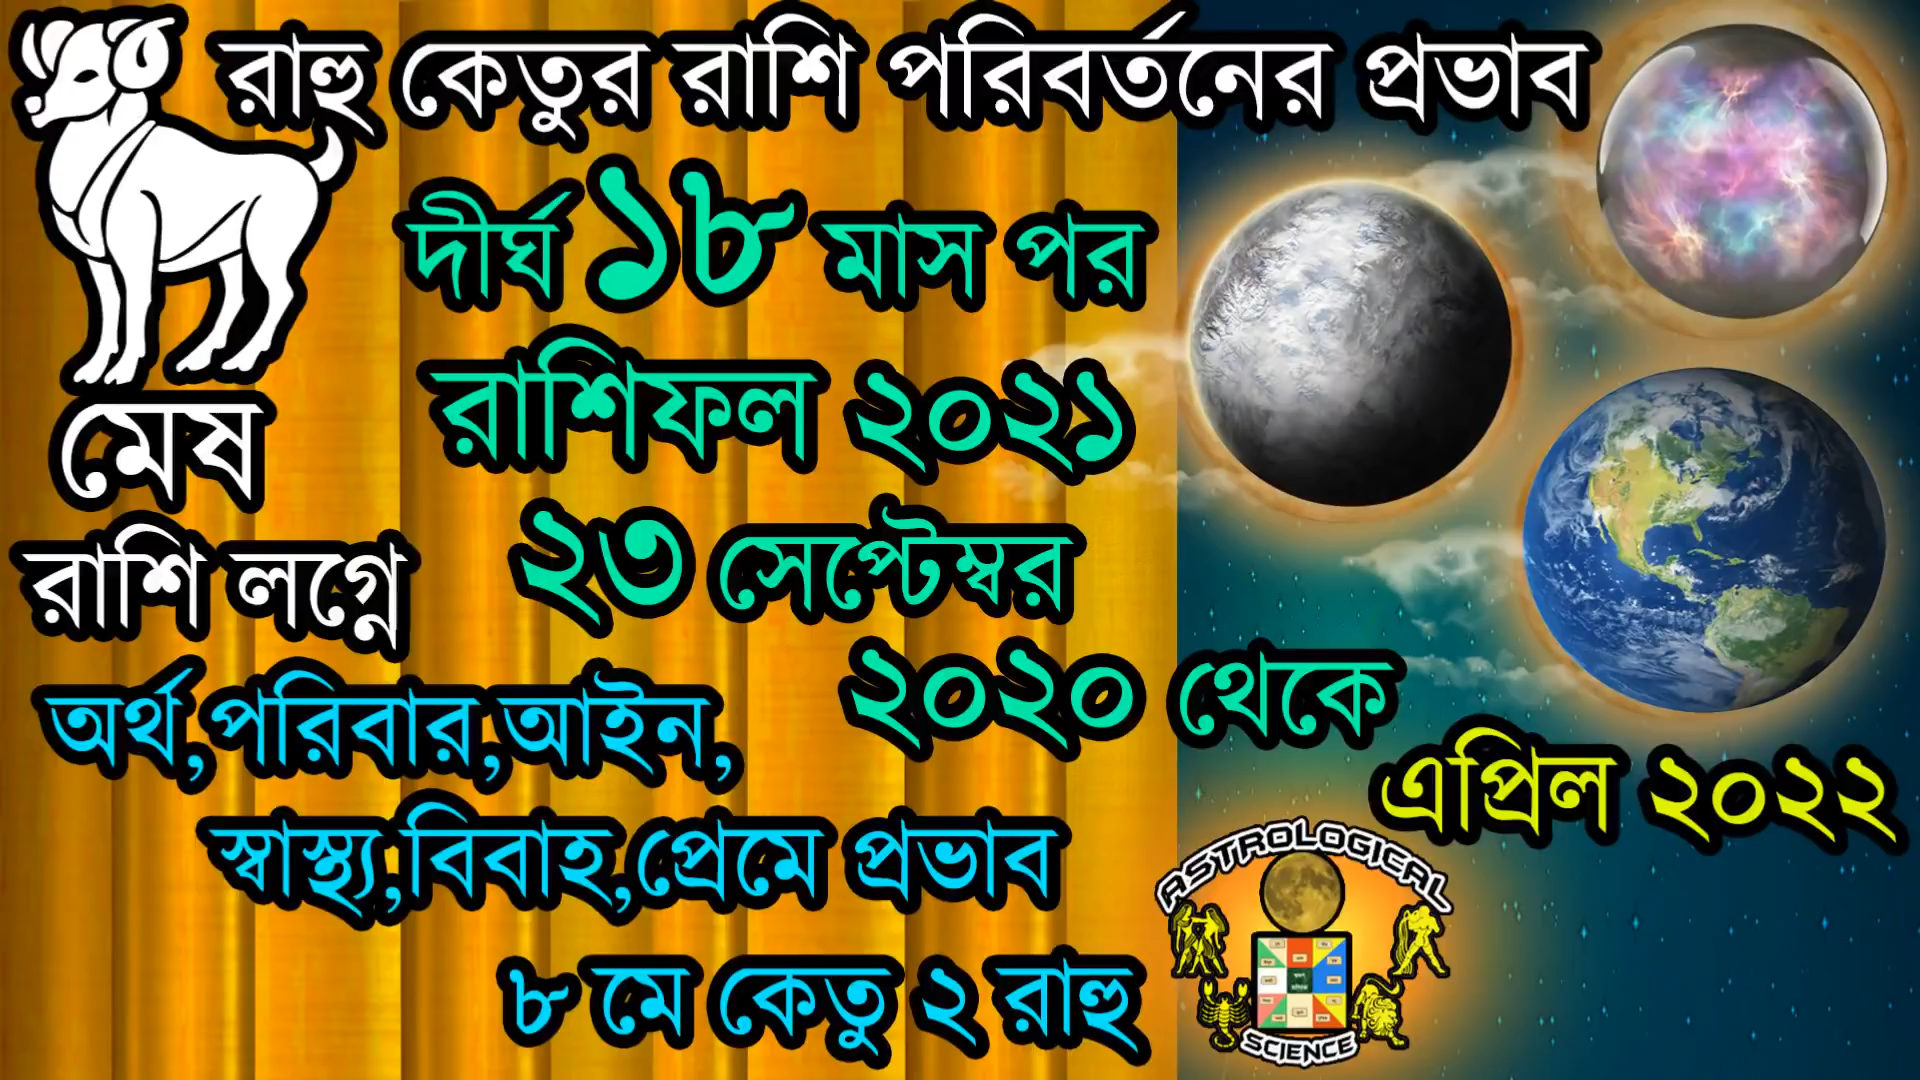 রাহু কেতুর রাশি পরিবর্তনের প্রভাব
দীর্ঘ ১৮ মাস পর
রাশিফল ২০২১
মেষ
রাশি লগ্নে
২৩ সেপ্টেম্বর
২০২০ থেকে
এপ্রিল ২০২২
অর্থ,পরিবার,আইন,
স্বাস্থ্য,বিবাহ,প্রেমে প্রভাব
৮ মে কেতু ২ রাহু
ASTROLOGICAL
SCIENCE